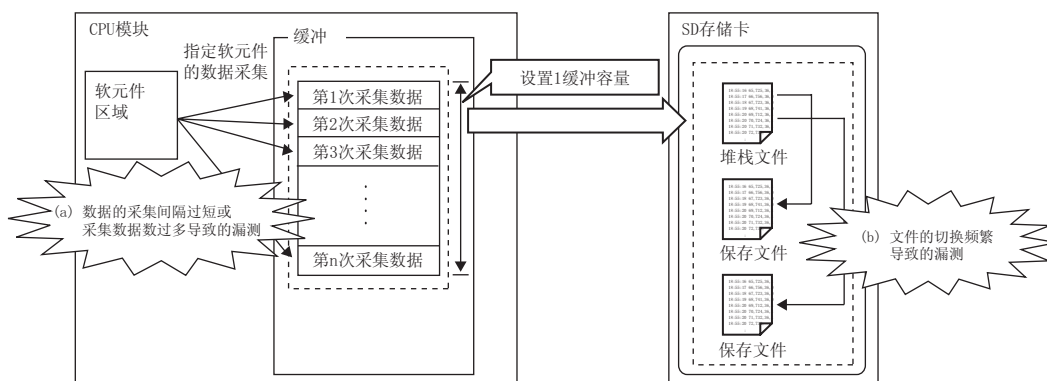 CPU模块
SD存储卡
缓冲
指定软元件
的数据采集
软元件
区域
设置1缓冲容量
第1次采集数据
第2次采集数据
第3次采集数据
第n次采集数据
堆栈文件
保存文件
保存文件
(a) 数据的采集间隔过短或
采集数据数过多导致的漏测
(b) 文件的切换频繁
导致的漏测